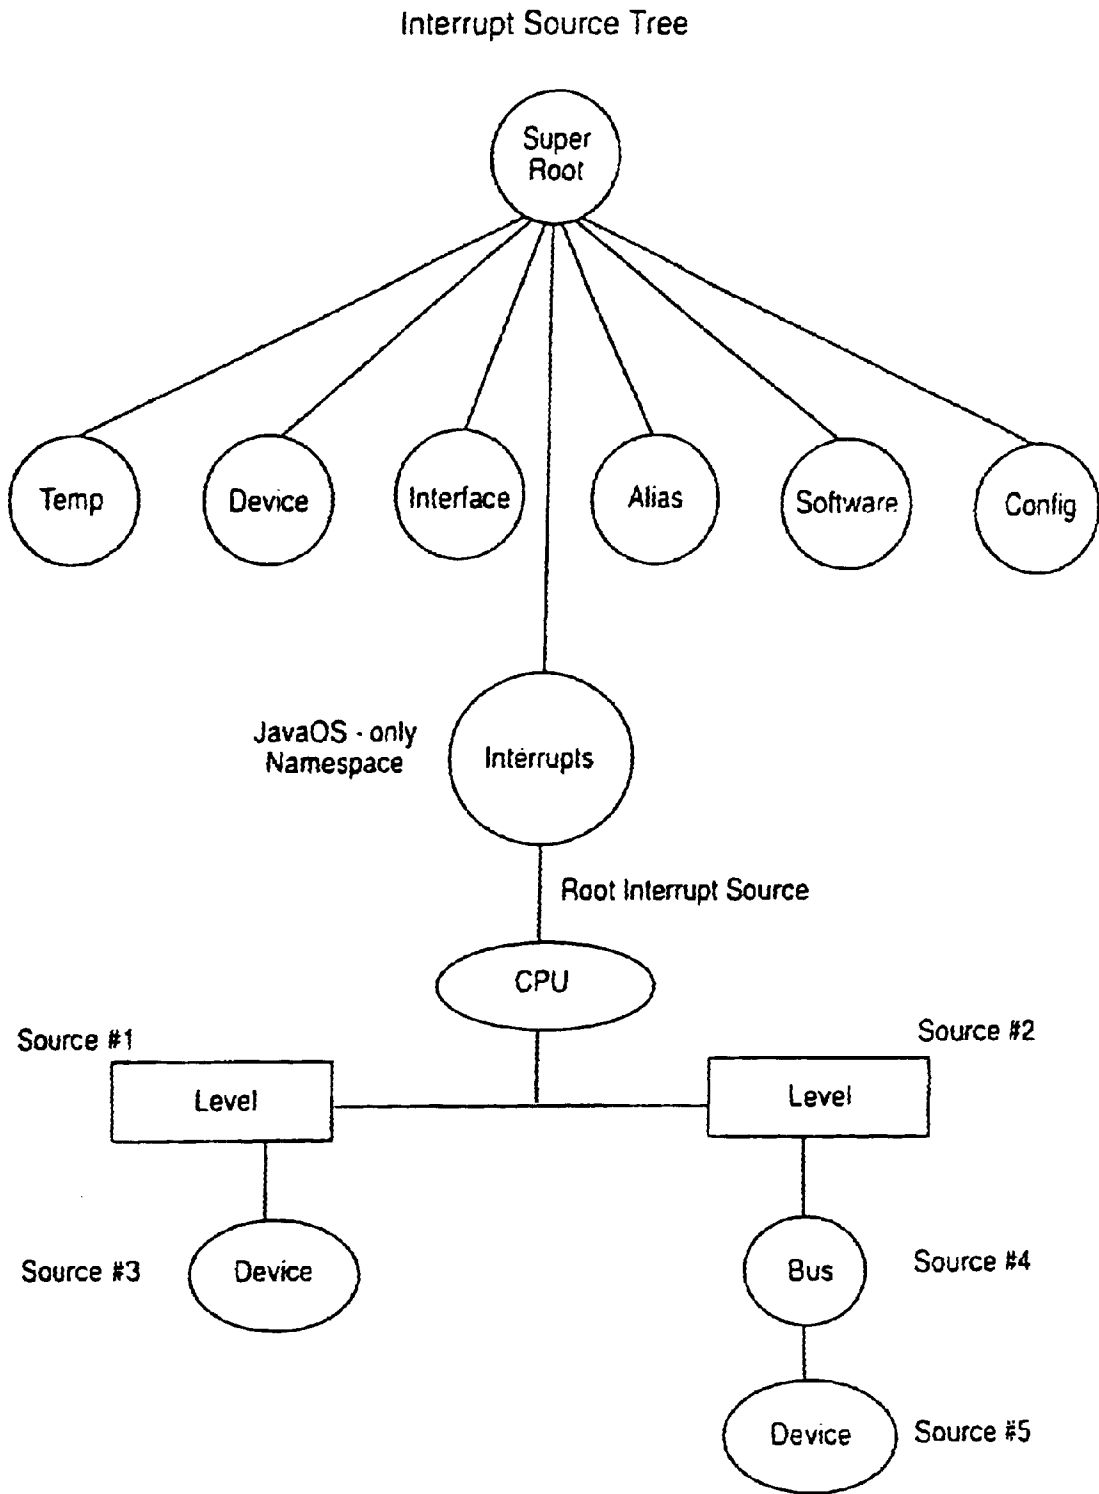 Interrupt Source Tree
Super
Root
Temp
Device
Interface
Alias
Software
Config
JavaOS - only
Namespace
Interrupts
Root Interrupt Source
CPU
Source #1
Source #2
Level
Level
Source #3
Device
Bus
Source #4
Device
Source #5